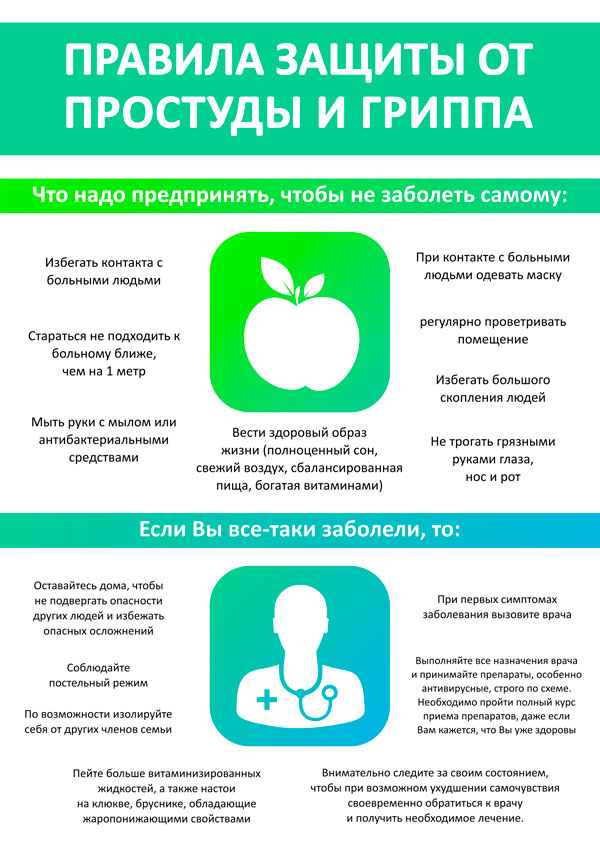 ПРАВИЛА ЗАЩИТЫ ОТ
ПРОСТУДЫ И ГРИППА
Что надо предпринять, чтобы не заболеть самому:
Избегать контакта с
больными людьми
Стараться не подходить к
больному ближе,
чем на 1 метр
Мыть руки с мылом или
антибактериальными
средствами
Вести здоровый образ
жизни (полноценный сон,
свежий воздух, сбалансированная
пища, богатая витаминами)
При контакте с больными
людьми одевать маску
регулярно проветривать
помещение
Избегать большого
скопления людей
Не трогать грязными
руками глаза,
нос и рот
Если Вы все-таки заболели, то:
Оставайтесь дома, чтобы
не подвергать опасности
других людей и избежать
опасных осложнений
Соблюдайте
постельный режим
По возможности изолируйте
себя от других членов семьи
При первых симптомах
заболевания вызовите врача
Выполняйте все назначения врача
и принимайте препараты, особенно
антивирусные, строго по схеме.
Необходимо пройти полный курс
приема препаратов, даже если
Вам кажется, что Вы уже здоровы
Пейте больше витаминизированных
жидкостей, а также настои
на клюкве, бруснике, обладающие
жаропонижающими свойствами
Внимательно следите за своим состоянием,
чтобы при возможном ухудшении самочувствия
своевременно обратиться к врачу
и получить необходимое лечение.